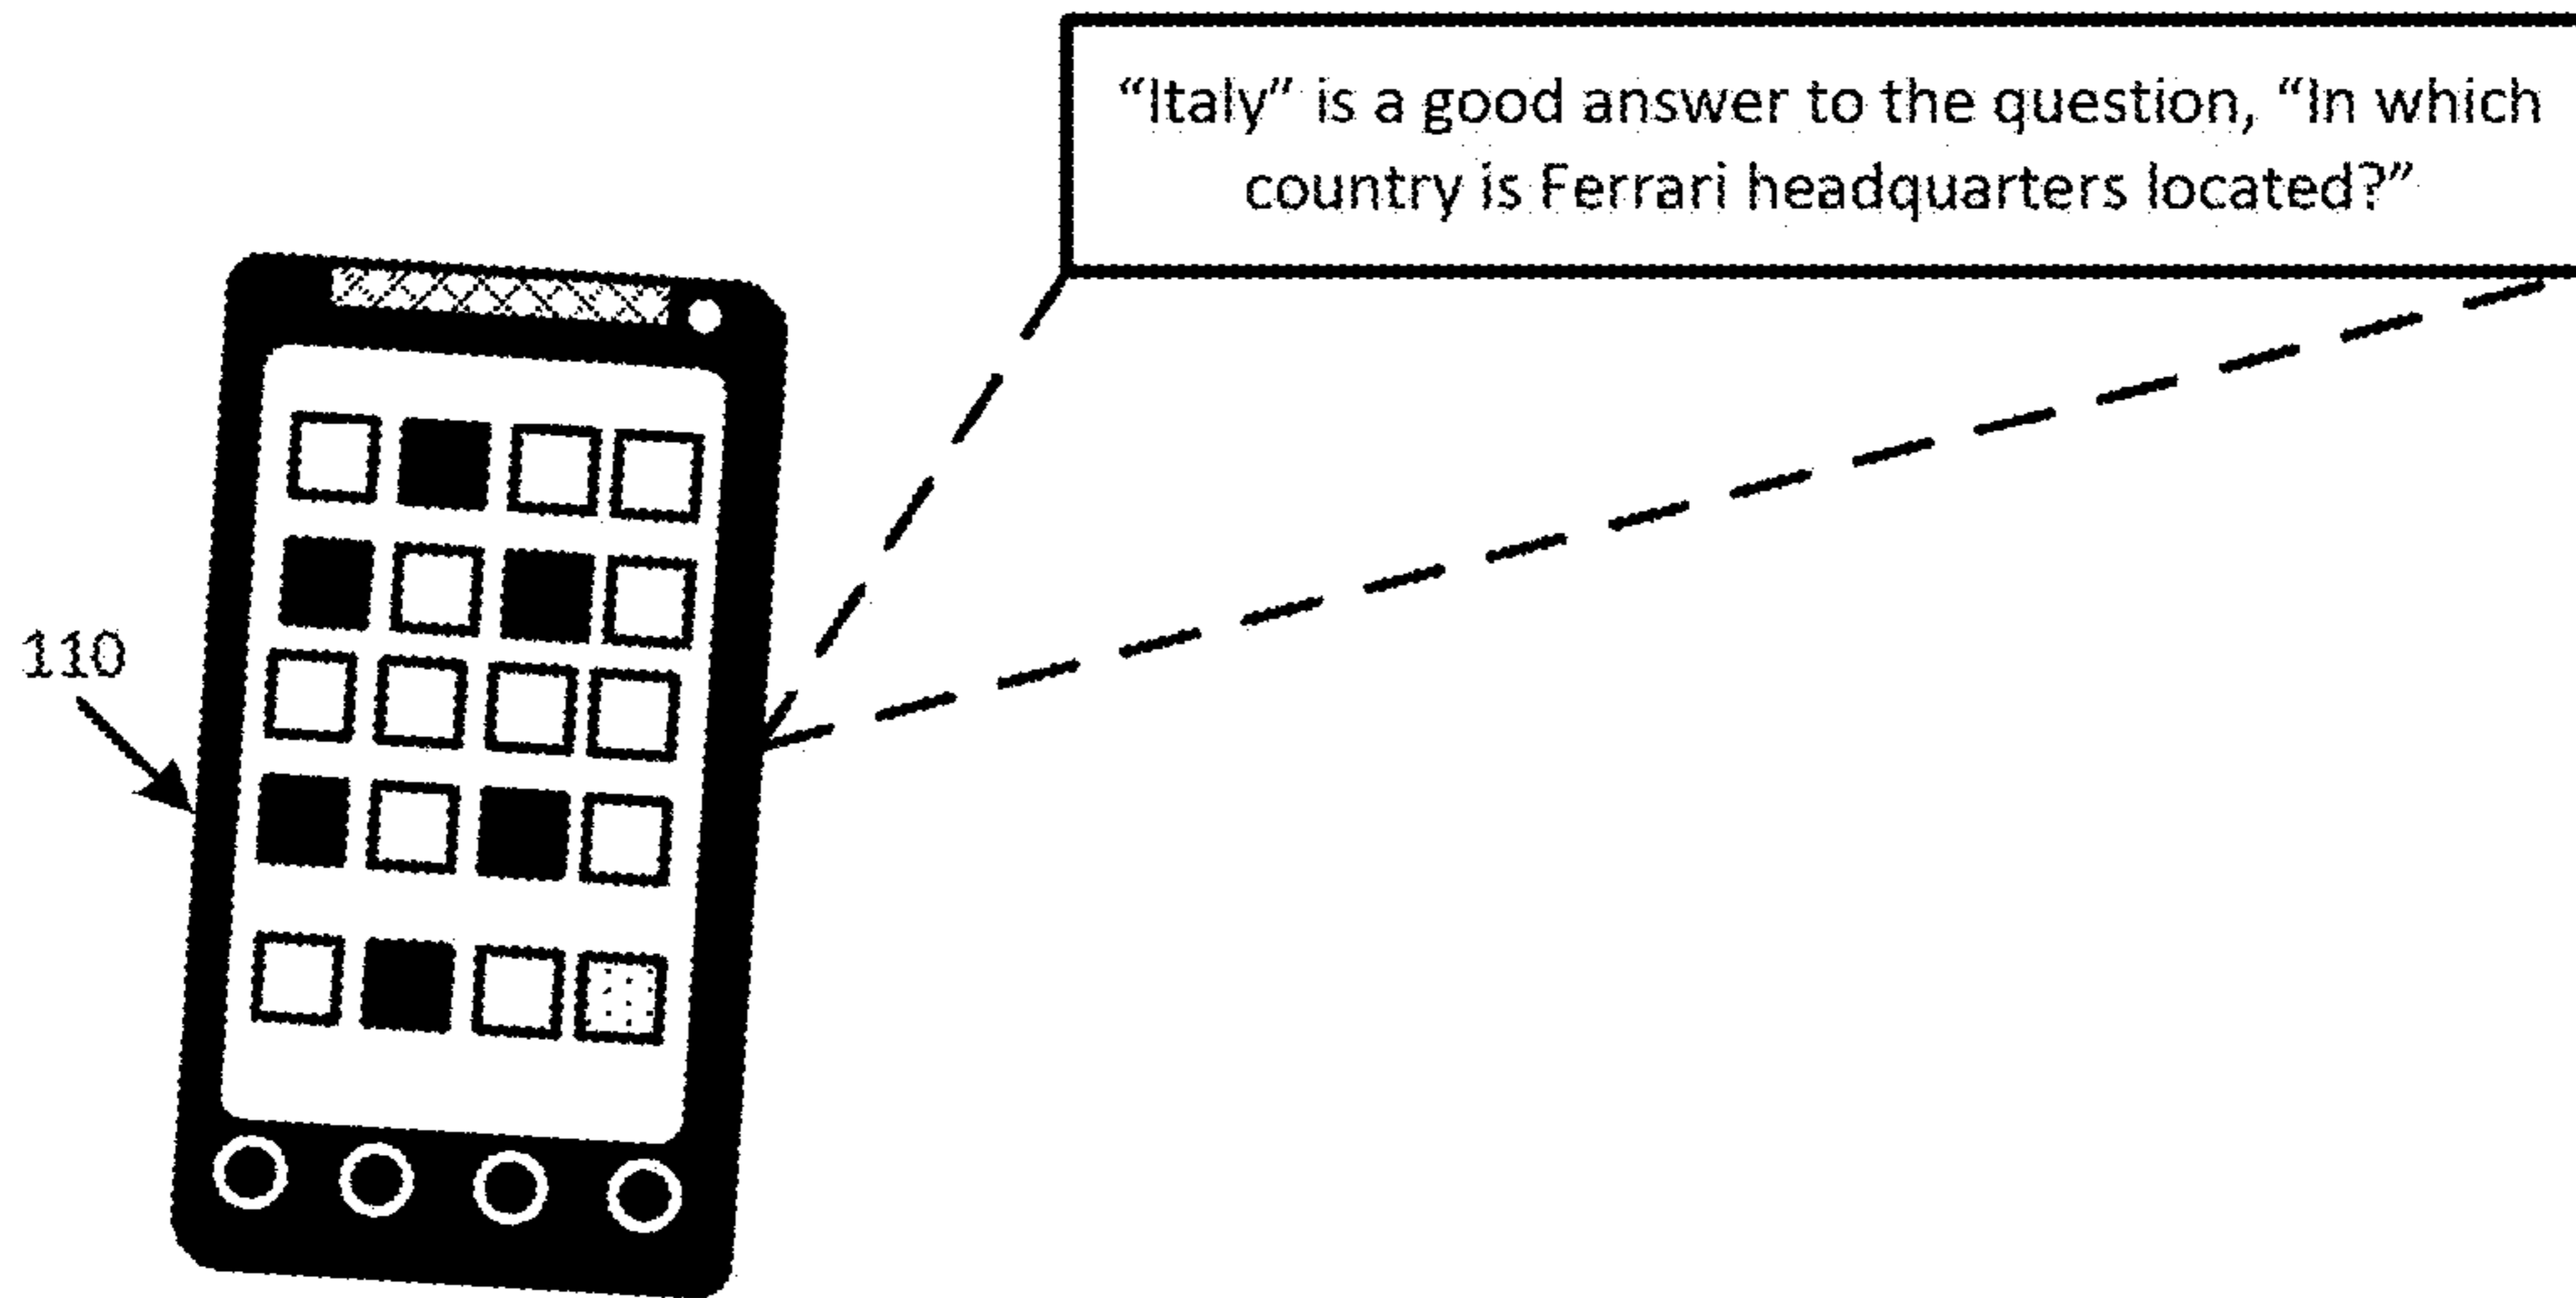 “Italy” is a good answer to the question, “In which
country is Ferrari headquarters located?”
110